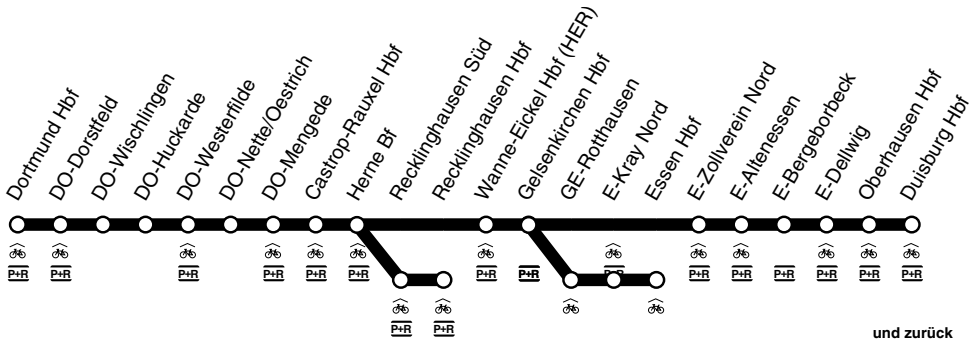 Dortmund Hbf
DO-Dorstfeld
DO-Wischlingen
DO-Huckarde
DO-Westerfilde
DO-Nette/Oestrich
DO-Mengede
Castrop-Rauxel Hbf
Herne Bf
Recklinghausen Süd
Recklinghausen Hbf
Wanne-Eickel Hbf (HER)
Gelsenkirchen Hbf
GE-Rotthausen
E-Kray Nord
Essen Hbf
E-Zollverein Nord
E-Altenessen
E-Bergeborbeck
E-Dellwig
Oberhausen Hbf
Duisburg Hbf
P+R P+R P+R P+R P+R P+R P+R P+R P+R P+R P+R P+R P+R P+R P+R
P+R P+R
und zurück